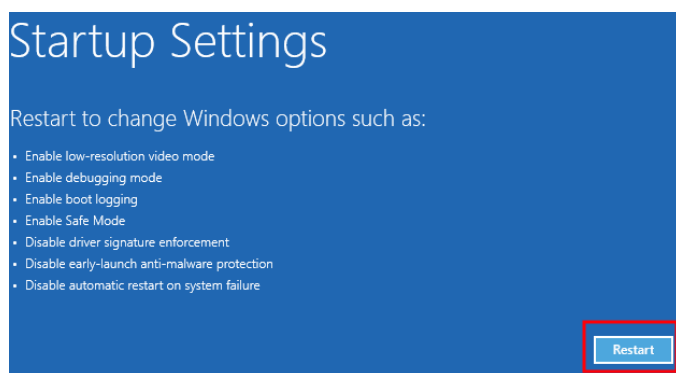 Startup Settings
Restart to change Windows options such as:
• Enable low-resolution video mode
• Enable debugging mode
• Enable boot logging
• Enable Safe Mode
• Disable driver signature enforcement
• Disable early-launch anti-malware protection
• Disable automatic restart on system failure
Restart